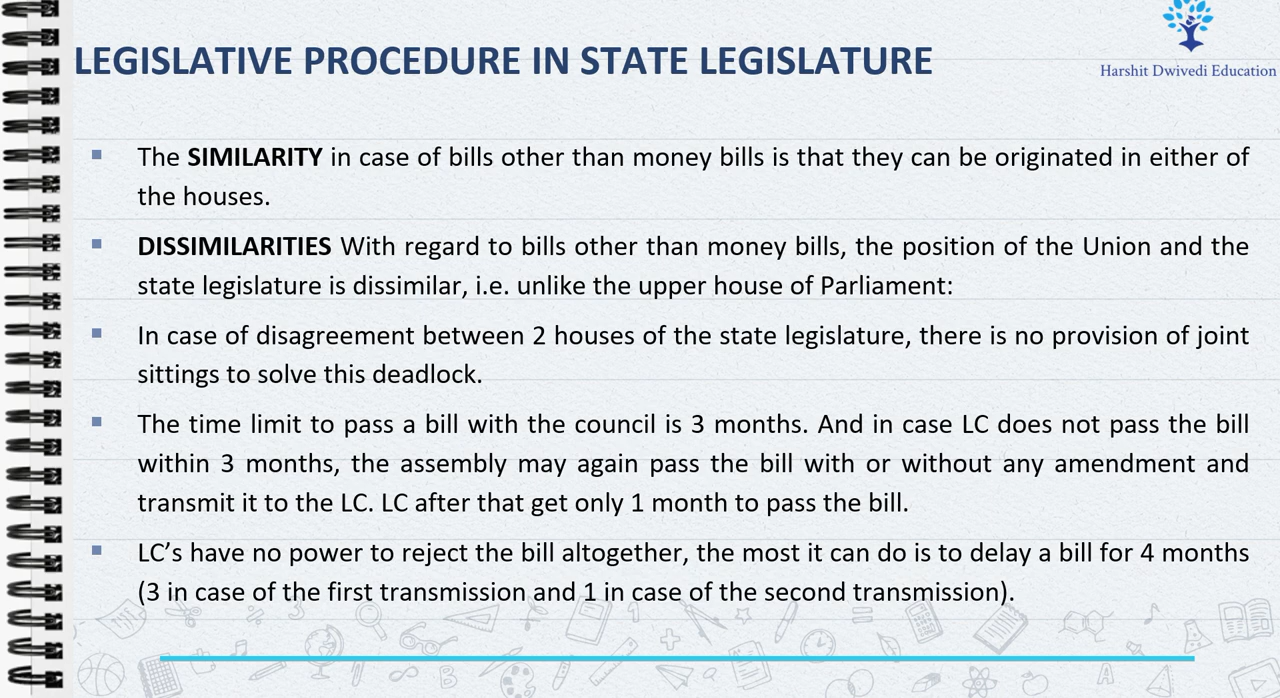 Harshit Dwivedi Education
LEGISLATIVE PROCEDURE IN STATE LEGISLATURE
▪ The SIMILARITY in case of bills other than money bills is that they can be originated in either of
the houses.
▪ DISSIMILARITIES With regard to bills other than money bills, the position of the Union and the
state legislature is dissimilar, i.e. unlike the upper house of Parliament:
▪ In case of disagreement between 2 houses of the state legislature, there is no provision of joint
sittings to solve this deadlock.
▪ The time limit to pass a bill with the council is 3 months. And in case LC does not pass the bill
within 3 months, the assembly may again pass the bill with or without any amendment and
transmit it to the LC. LC after that get only 1 month to pass the bill.
▪ LC’s have no power to reject the bill altogether, the most it can do is to delay a bill for 4 months
(3 in case of the first transmission and 1 in case of the second transmission).